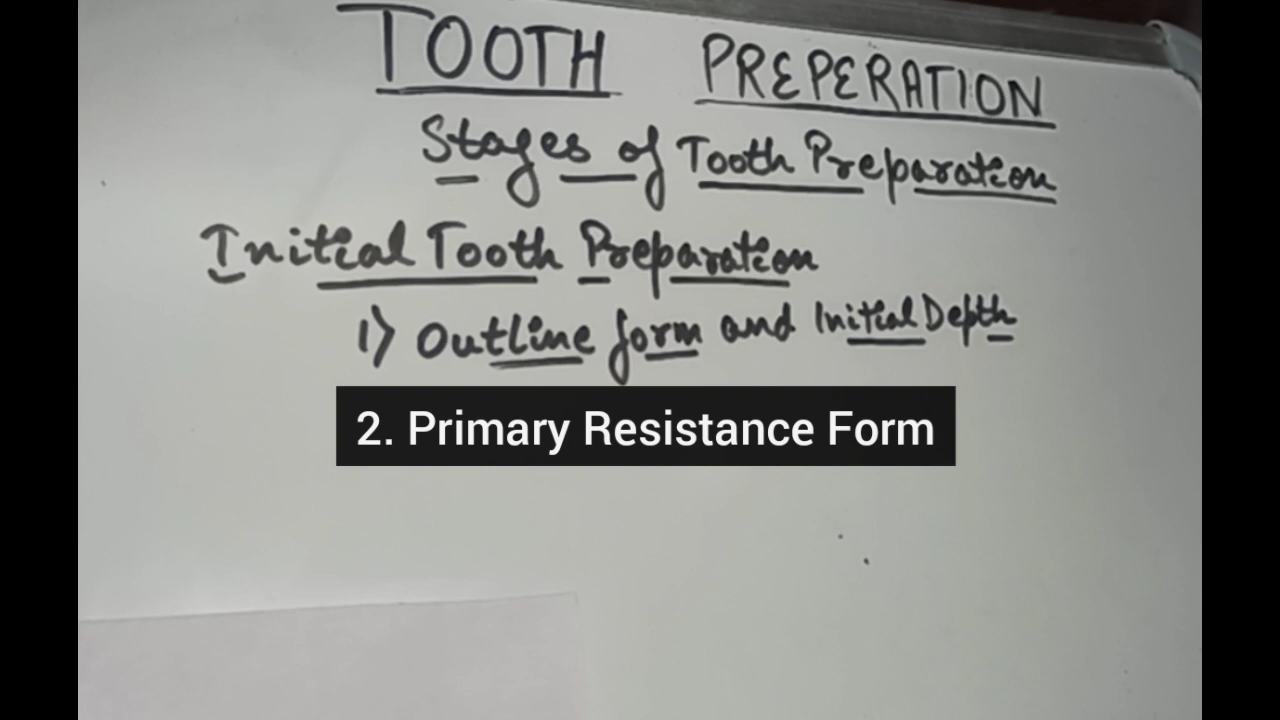 TOOTH PREPERATION
Stages of Tooth Preparation
Initial Tooth Preparation
1) Outline form and Initial Depth
2. Primary Resistance Form